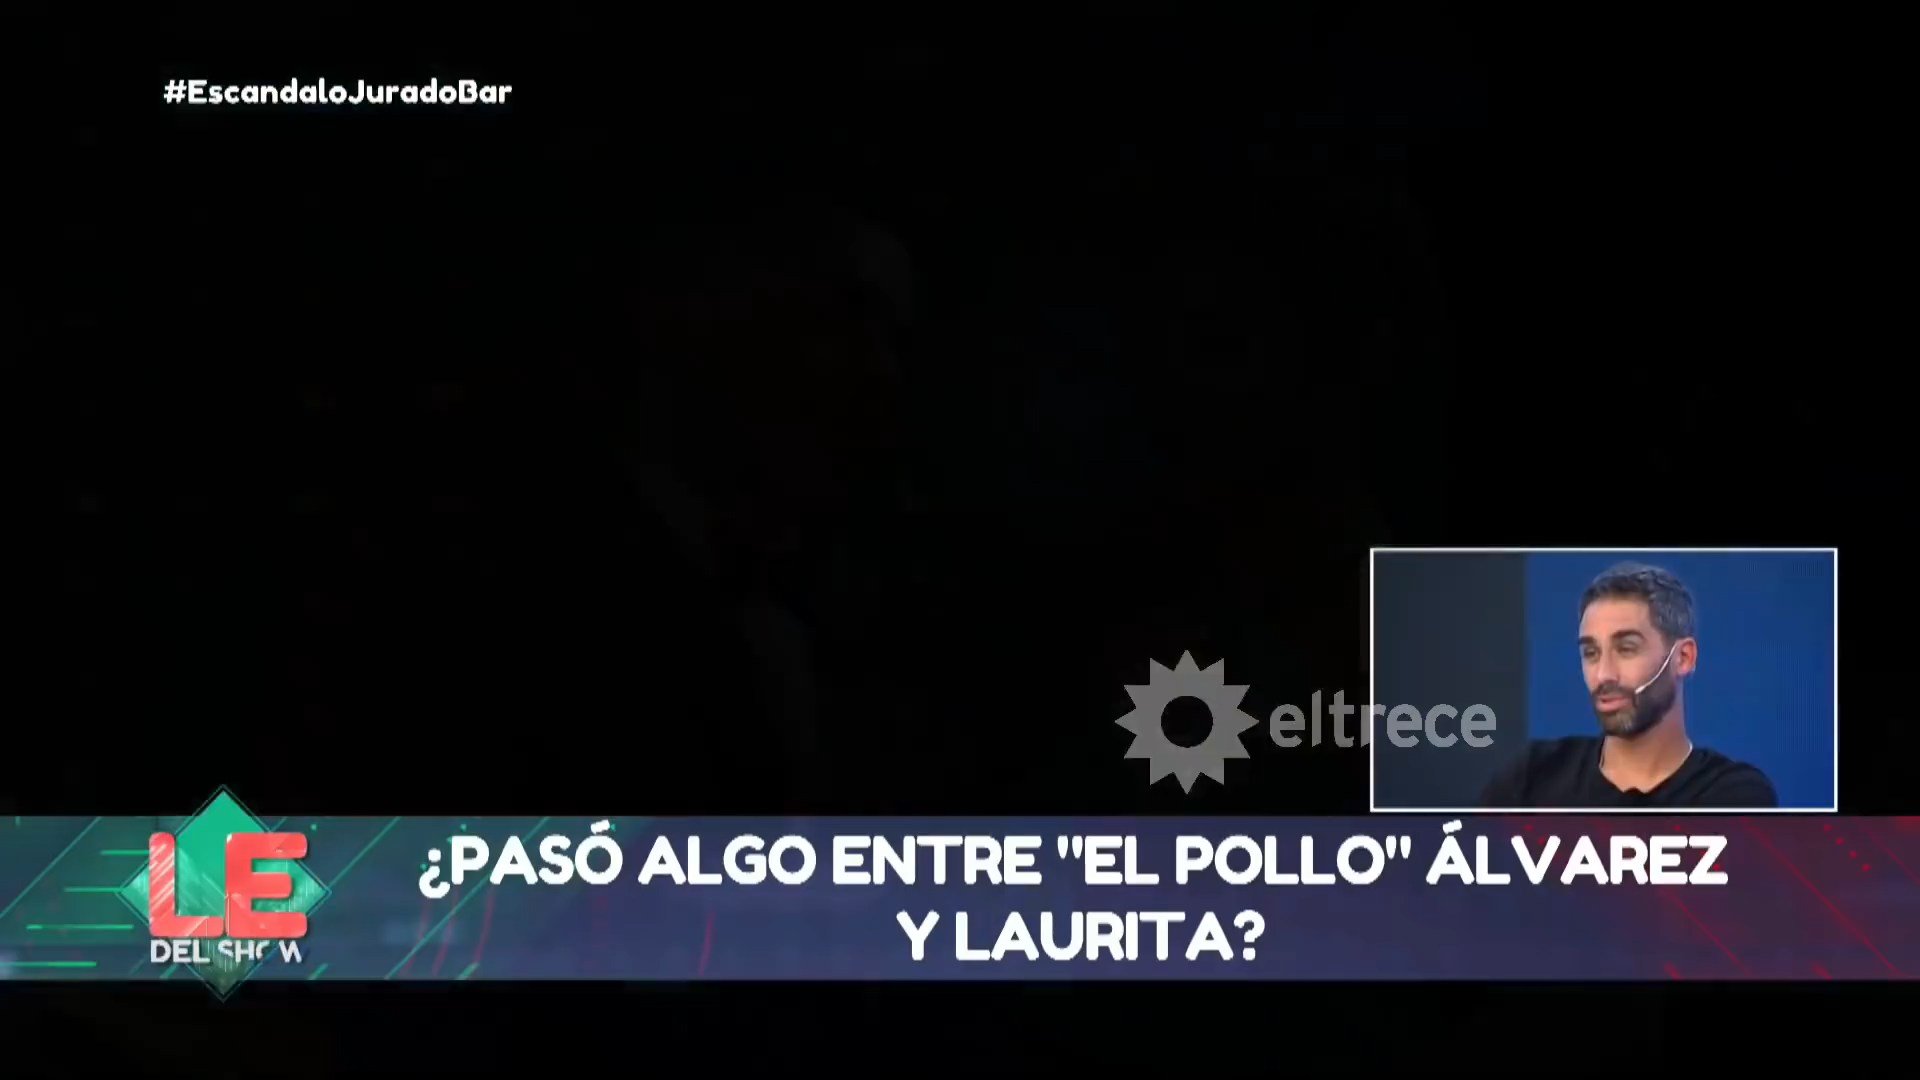 #EscandaloJuradoBar
eltrece
¿PASÓ ALGO ENTRE "EL POLLO" ÁLVAREZ
Y LAURITA?
LE
DEL SHOW